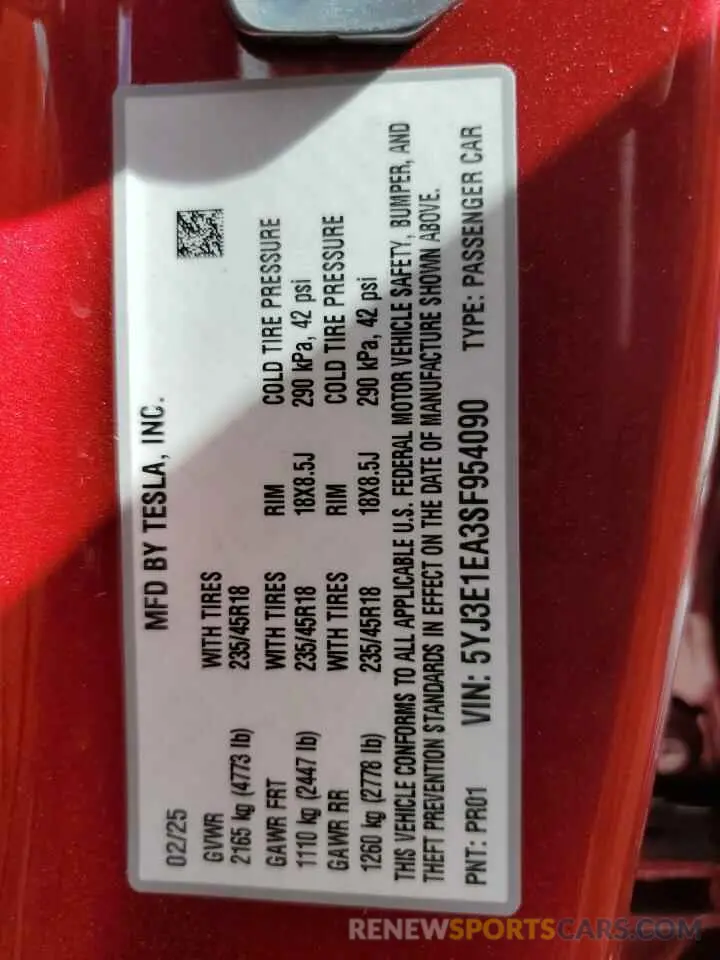 MFD BY TESLA, INC.
02/25
GVWR WITH TIRES
2165 kg (4773 lb) 235/45R18
GAWR FRT WITH TIRES RIM COLD TIRE PRESSURE
1110 kg (2447 lb) 235/45R18 18X8.5J 290 kPa, 42 psi
GAWR RR WITH TIRES RIM COLD TIRE PRESSURE
1260 kg (2778 lb) 235/45R18 18X8.5J 290 kPa, 42 psi
THIS VEHICLE CONFORMS TO ALL APPLICABLE U.S. FEDERAL MOTOR VEHICLE SAFETY, BUMPER, AND
THEFT PREVENTION STANDARDS IN EFFECT ON THE DATE OF MANUFACTURE SHOWN ABOVE.
PNT: PR01 VIN: 5YJ3E1EA3SF954090 TYPE: PASSENGER CAR
RENEWSPORTSCARS.COM